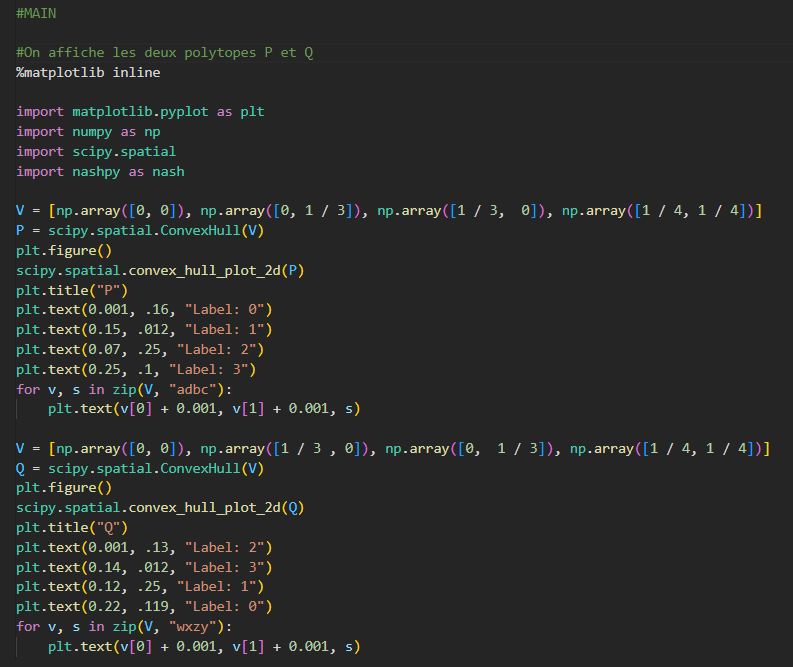 #MAIN
#On affiche les deux polytopes P et Q
%matplotlib inline
import matplotlib.pyplot as plt
import numpy as np
import scipy.spatial
import nashpy as nash
V = [np.array([0, 0]), np.array([0, 1 / 3]), np.array([1 / 3,  0]), np.array([1 / 4, 1 / 4])]
P = scipy.spatial.ConvexHull(V)
plt.figure()
scipy.spatial.convex_hull_plot_2d(P)
plt.title("P")
plt.text(0.001, .16, "Label: 0")
plt.text(0.15, .012, "Label: 1")
plt.text(0.07, .25, "Label: 2")
plt.text(0.25, .1, "Label: 3")
for v, s in zip(V, "adbc"):
    plt.text(v[0] + 0.001, v[1] + 0.001, s)
V = [np.array([0, 0]), np.array([1 / 3 , 0]), np.array([0,  1 / 3]), np.array([1 / 4, 1 / 4])]
Q = scipy.spatial.ConvexHull(V)
plt.figure()
scipy.spatial.convex_hull_plot_2d(Q)
plt.title("Q")
plt.text(0.001, .13, "Label: 2")
plt.text(0.14, .012, "Label: 3")
plt.text(0.12, .25, "Label: 1")
plt.text(0.22, .119, "Label: 0")
for v, s in zip(V, "wxzy"):
    plt.text(v[0] + 0.001, v[1] + 0.001, s)